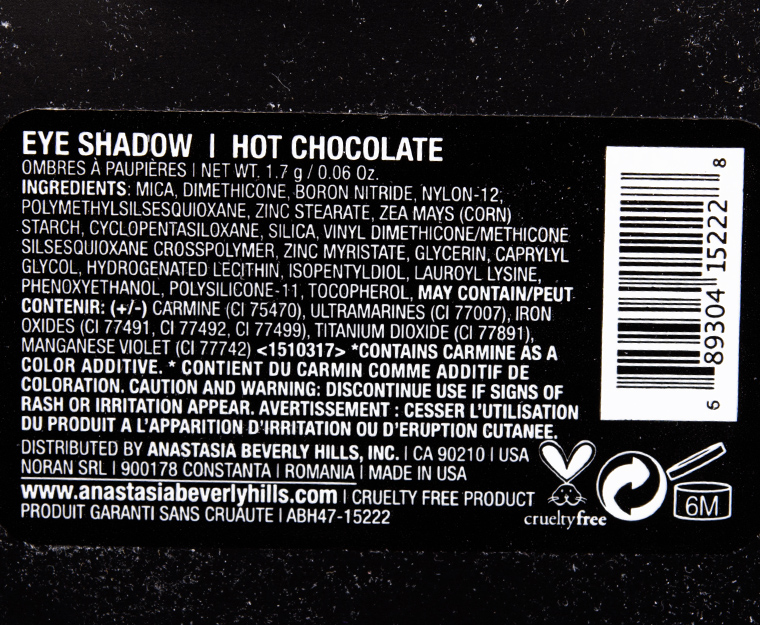 EYE SHADOW | HOT CHOCOLATE
OMBRES À PAUPIÈRES | NET WT. 1.7 g / 0.06 Oz.
INGREDIENTS: MICA, DIMETHICONE, BORON NITRIDE, NYLON-12,
POLYMETHYLSILSESQUIOXANE, ZINC STEARATE, ZEA MAYS (CORN)
STARCH, CYCLOPENTASILOXANE, SILICA, VINYL DIMETHICONE/METHICONE
SILSESQUIOXANE CROSSPOLYMER, ZINC MYRISTATE, GLYCERIN, CAPRYLYL
GLYCOL, HYDROGENATED LECITHIN, ISOPENTYLDIOL, LAUROYL LYSINE,
PHENOXYETHANOL, POLYSILICONE-11, TOCOPHEROL, MAY CONTAIN/PEUT
CONTENIR: (+/-) CARMINE (CI 75470), ULTRAMARINES (CI 77007), IRON
OXIDES (CI 77491, CI 77492, CI 77499), TITANIUM DIOXIDE (CI 77891),
MANGANESE VIOLET (CI 77742) <1510317> *CONTAINS CARMINE AS A
COLOR ADDITIVE. * CONTIENT DU CARMIN COMME ADDITIF DE
COLORATION. CAUTION AND WARNING: DISCONTINUE USE IF SIGNS OF
RASH OR IRRITATION APPEAR. AVERTISSEMENT : CESSER L'UTILISATION
DU PRODUIT A L'APPARITION D'IRRITATION OU D'ERUPTION CUTANEE.
DISTRIBUTED BY ANASTASIA BEVERLY HILLS, INC. | CA 90210 | USA
NORAN SRL | 900178 CONSTANTA | ROMANIA | MADE IN USA
www.anastasiabeverlyhills.com | CRUELTY FREE PRODUCT
PRODUIT GARANTI SANS CRUAUTE | ABH47-15222
crueltyfree
6M
6 89304 15222 8